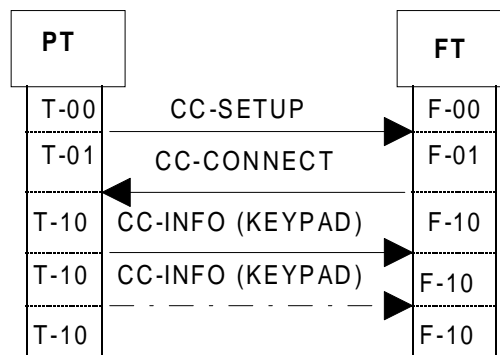 PT FT
T-00 CC-SETUP F-00
T-01 CC-CONNECT F-01
T-10 CC-INFO (KEYPAD) F-10
T-10 CC-INFO (KEYPAD) F-10
T-10 F-10